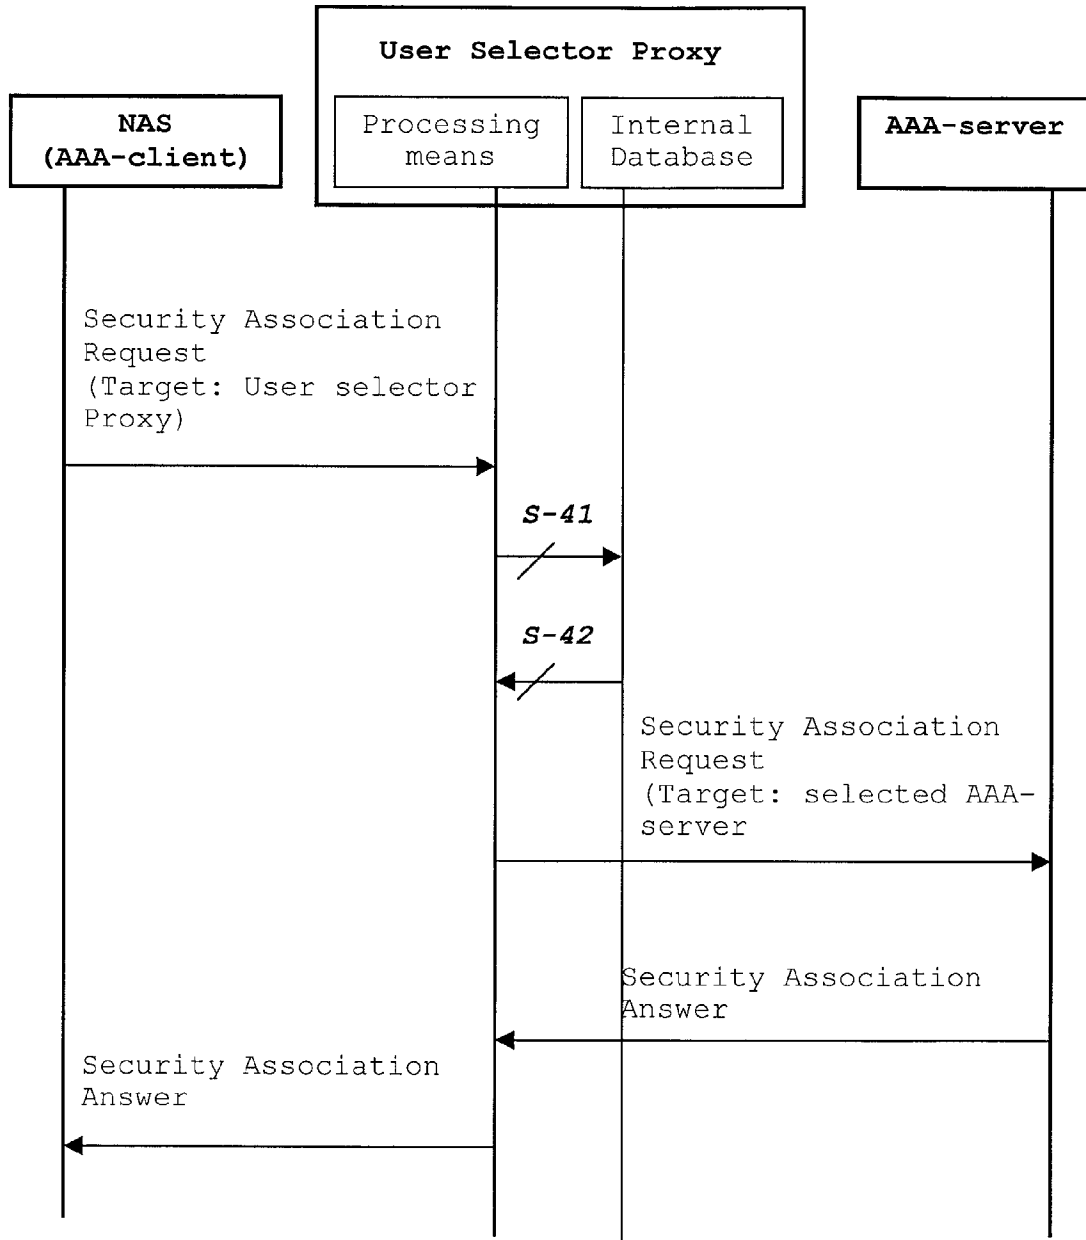 User Selector Proxy
NAS
(AAA-client)
Processing
means
Internal
Database
AAA-server
Security Association
Request
(Target: User selector
Proxy)
S-41
S-42
Security Association
Request
(Target: selected AAA-
server
Security Association
Answer
Security Association
Answer